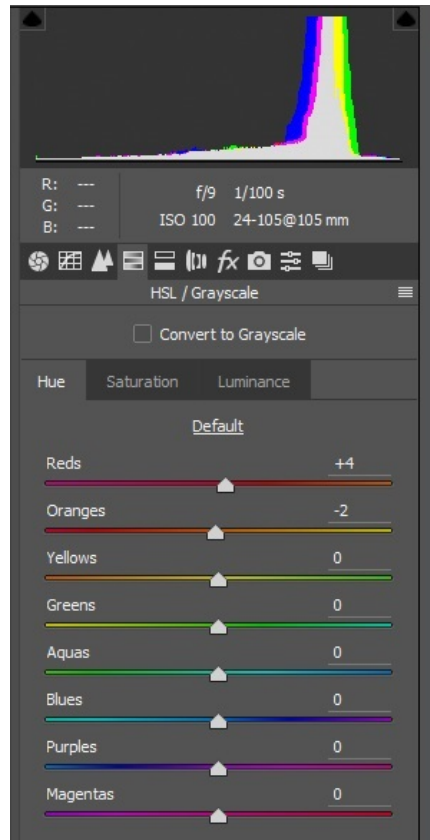 R: ---
G: ---
B: ---
f/9 1/100 s
ISO 100 24-105@105 mm
fx
HSL / Grayscale
Convert to Grayscale
Hue Saturation Luminance
Default
Reds +4
Oranges -2
Yellows 0
Greens 0
Aquas 0
Blues 0
Purples 0
Magentas 0